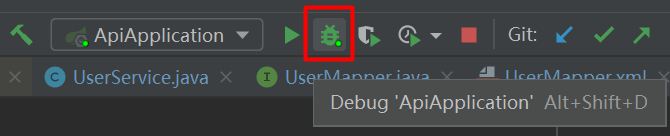 ApiApplication Git:
C UserService.java I UserMapper.java UserMapper.xml
Debug 'ApiApplication' Alt+Shift+D